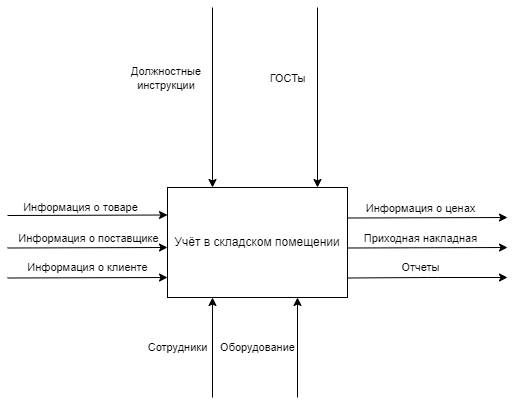 Должностные
инструкции
ГОСТы
Информация о товаре
Информация о поставщике
Информация о клиенте
Учёт в складском помещении
Информация о ценах
Приходная накладная
Отчеты
Сотрудники
Оборудование